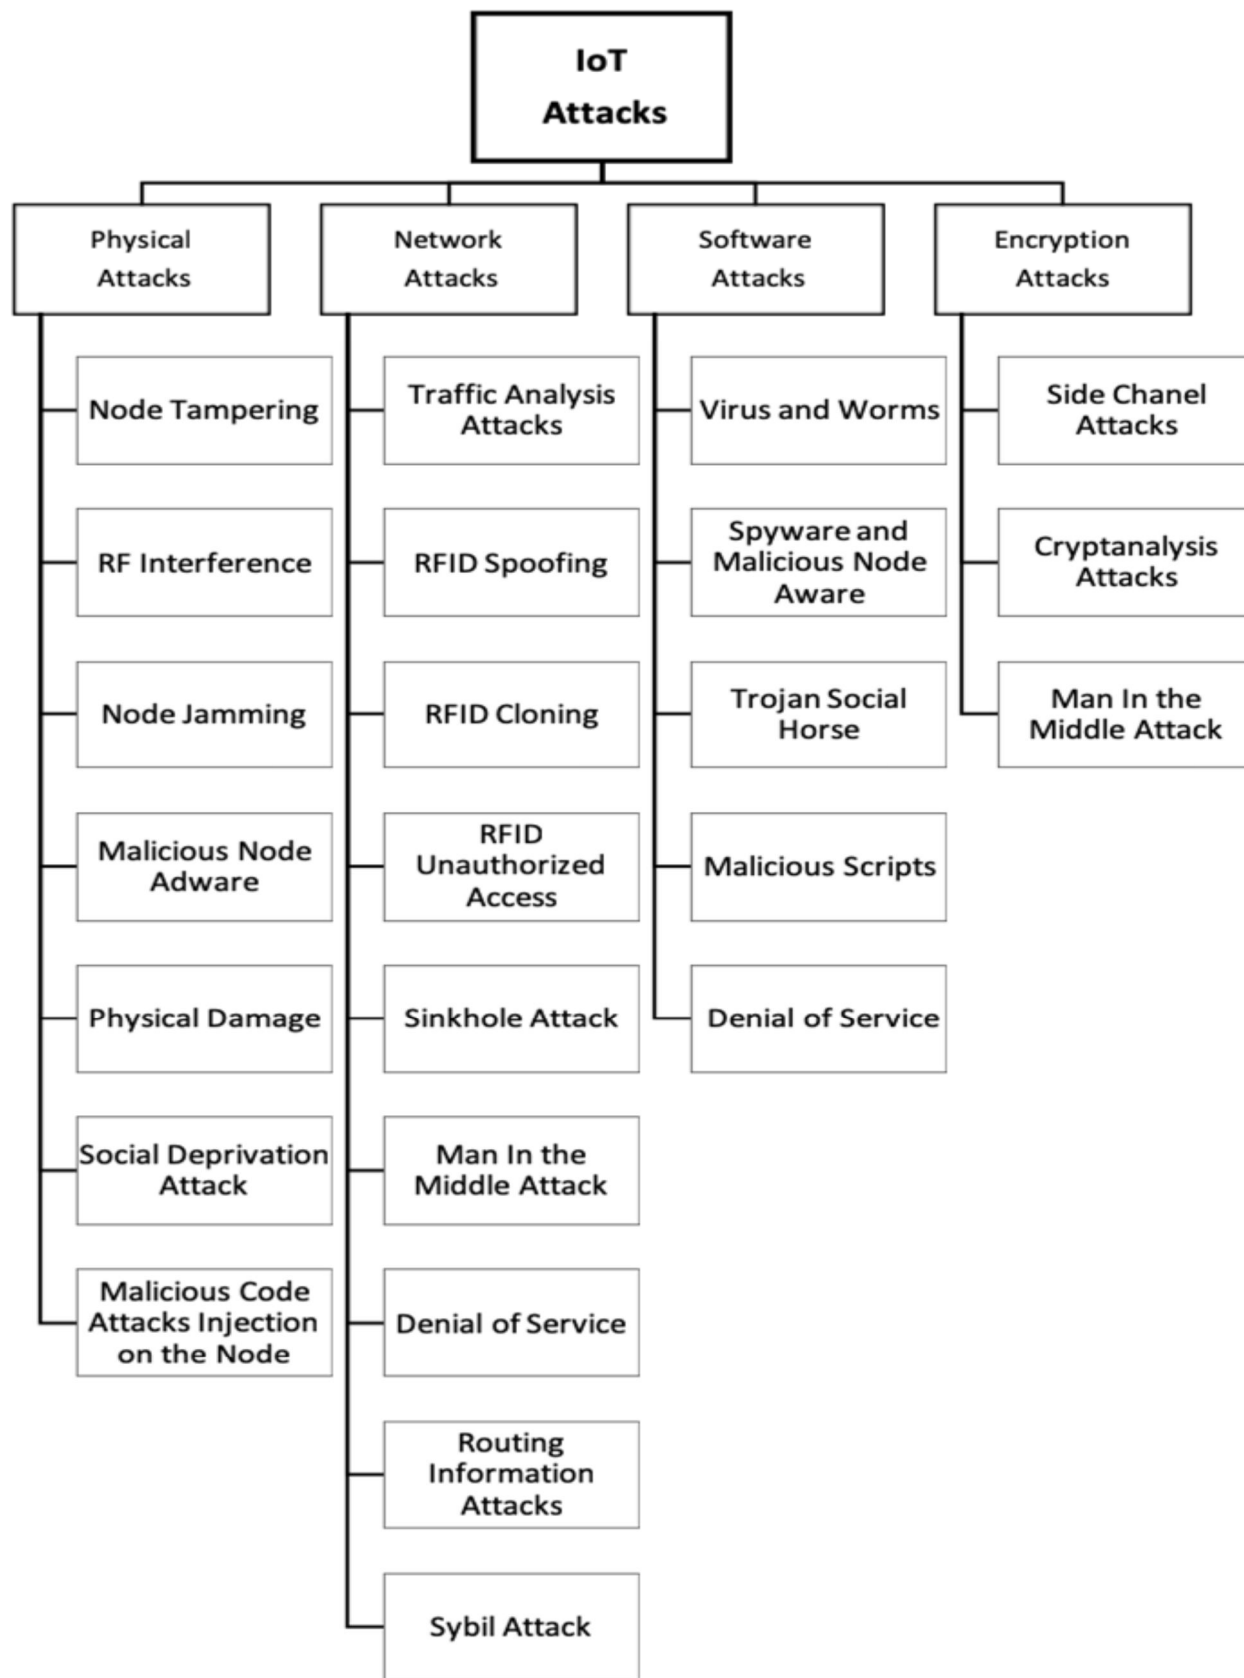 IoT
Attacks
Physical
Attacks
Network
Attacks
Software
Attacks
Encryption
Attacks
Node Tampering
RF Interference
Node Jamming
Malicious Node
Adware
Physical Damage
Social Deprivation
Attack
Malicious Code
Attacks Injection
on the Node
Traffic Analysis
Attacks
RFID Spoofing
RFID Cloning
RFID
Unauthorized
Access
Sinkhole Attack
Man In the
Middle Attack
Denial of Service
Routing
Information
Attacks
Sybil Attack
Virus and Worms
Spyware and
Malicious Node
Aware
Trojan Social
Horse
Malicious Scripts
Denial of Service
Side Chanel
Attacks
Cryptanalysis
Attacks
Man In the
Middle Attack